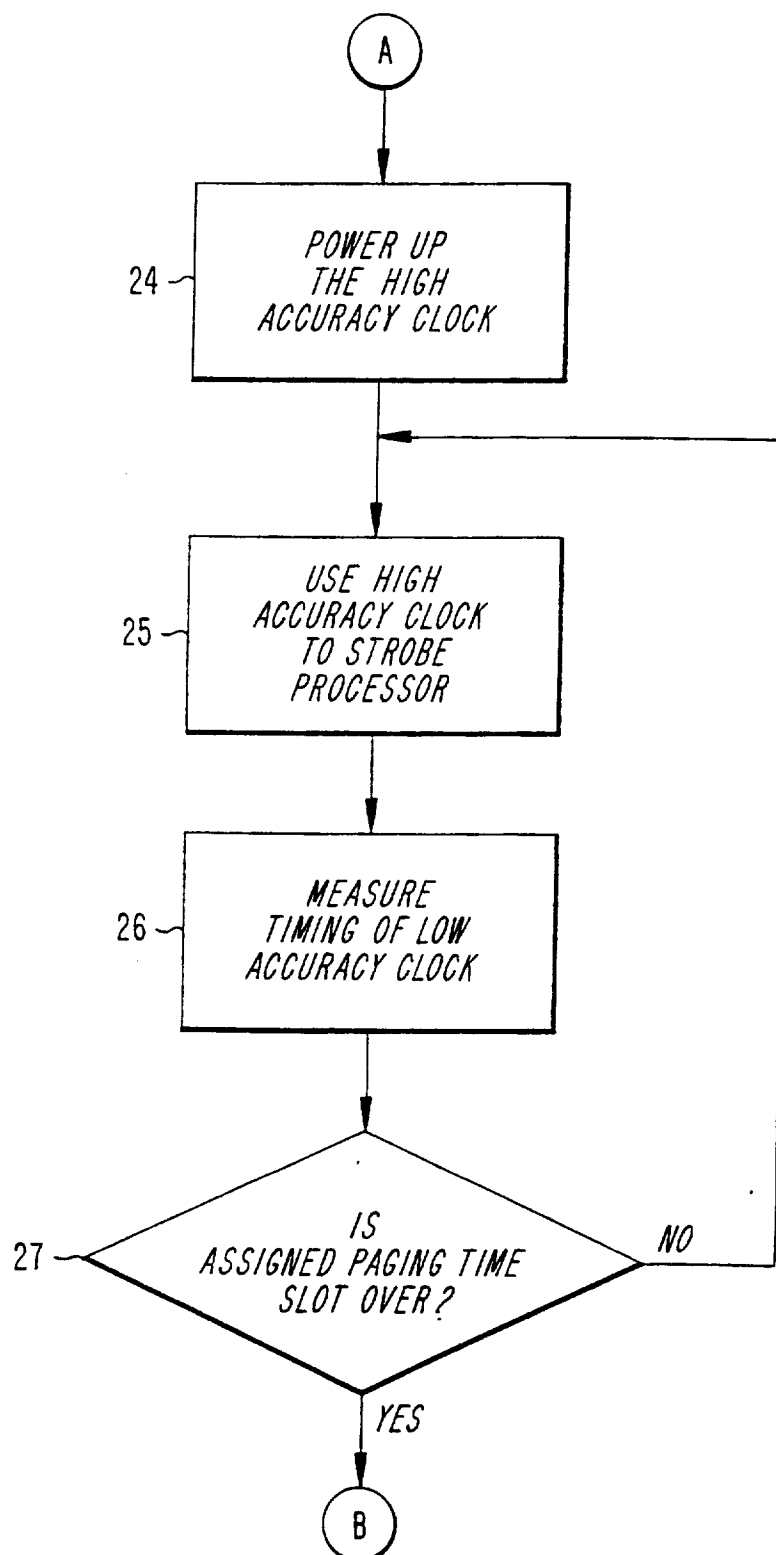 A
24
POWER UP
THE HIGH
ACCURACY CLOCK
25
USE HIGH
ACCURACY CLOCK
TO STROBE
PROCESSOR
26
MEASURE
TIMING OF LOW
ACCURACY CLOCK
27
IS
ASSIGNED PAGING TIME
SLOT OVER?
NO
YES
B